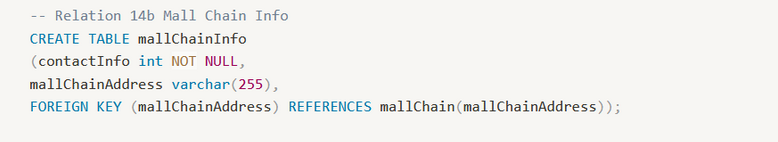 -- Relation 14b Mall Chain Info
CREATE TABLE mallChainInfo
(contactInfo int NOT NULL,
mallChainAddress varchar(255),
FOREIGN KEY (mallChainAddress) REFERENCES mallChain(mallChainAddress));